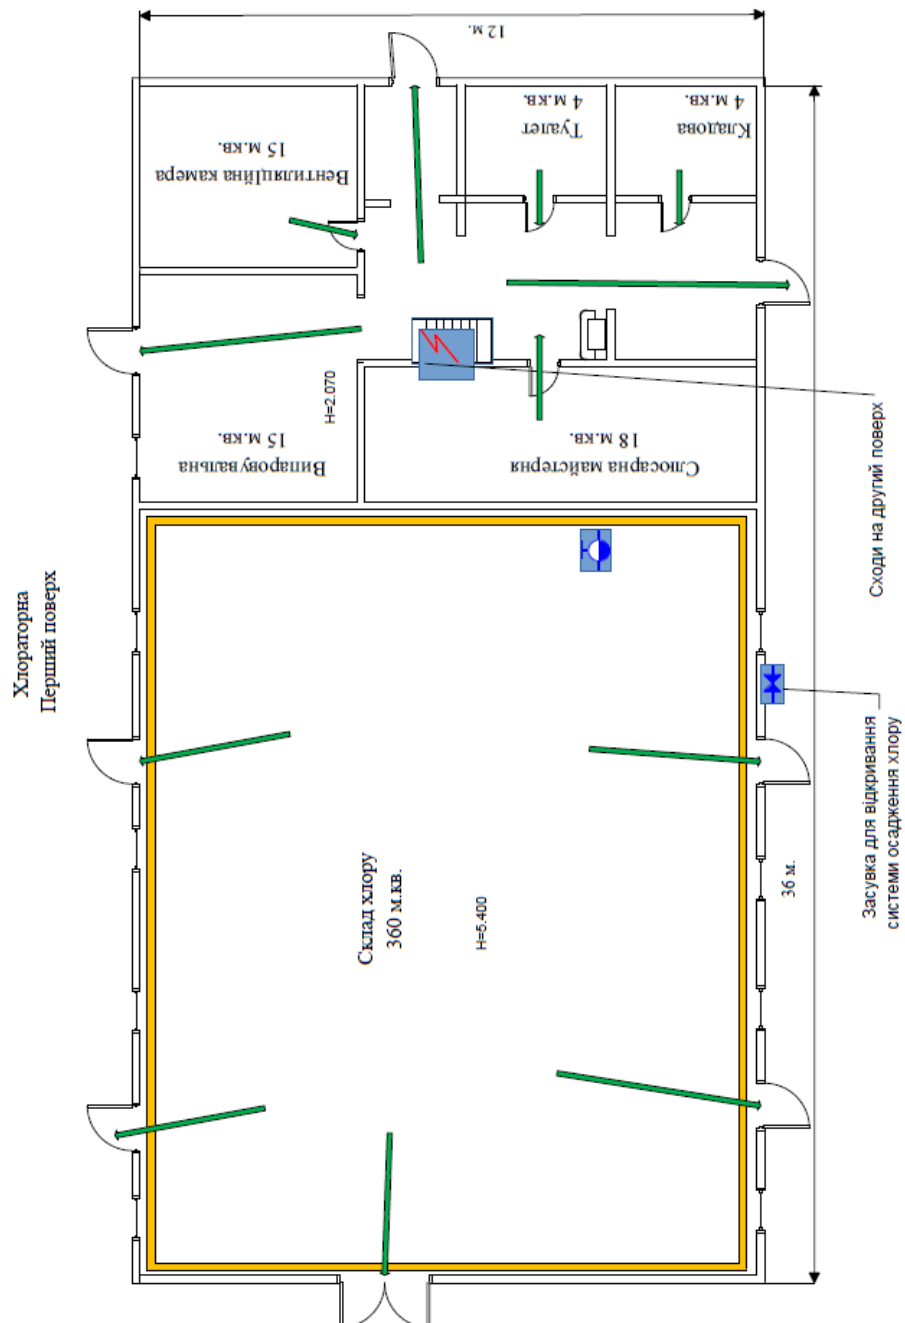 12 м.
Кладова
4 м.кв.
Туалет
4 м.кв.
Вентиляційна камера
15 м.кв.
H=2.070
Випаровувальна
15 м.кв.
Слюсарна майстерня
18 м.кв.
Сходи на другий поверх
Хлораторна
Перший поверх
Засувка для відкривання
системи осадження хлору
36 м.
Склад хлору
360 м.кв.
H=5.400